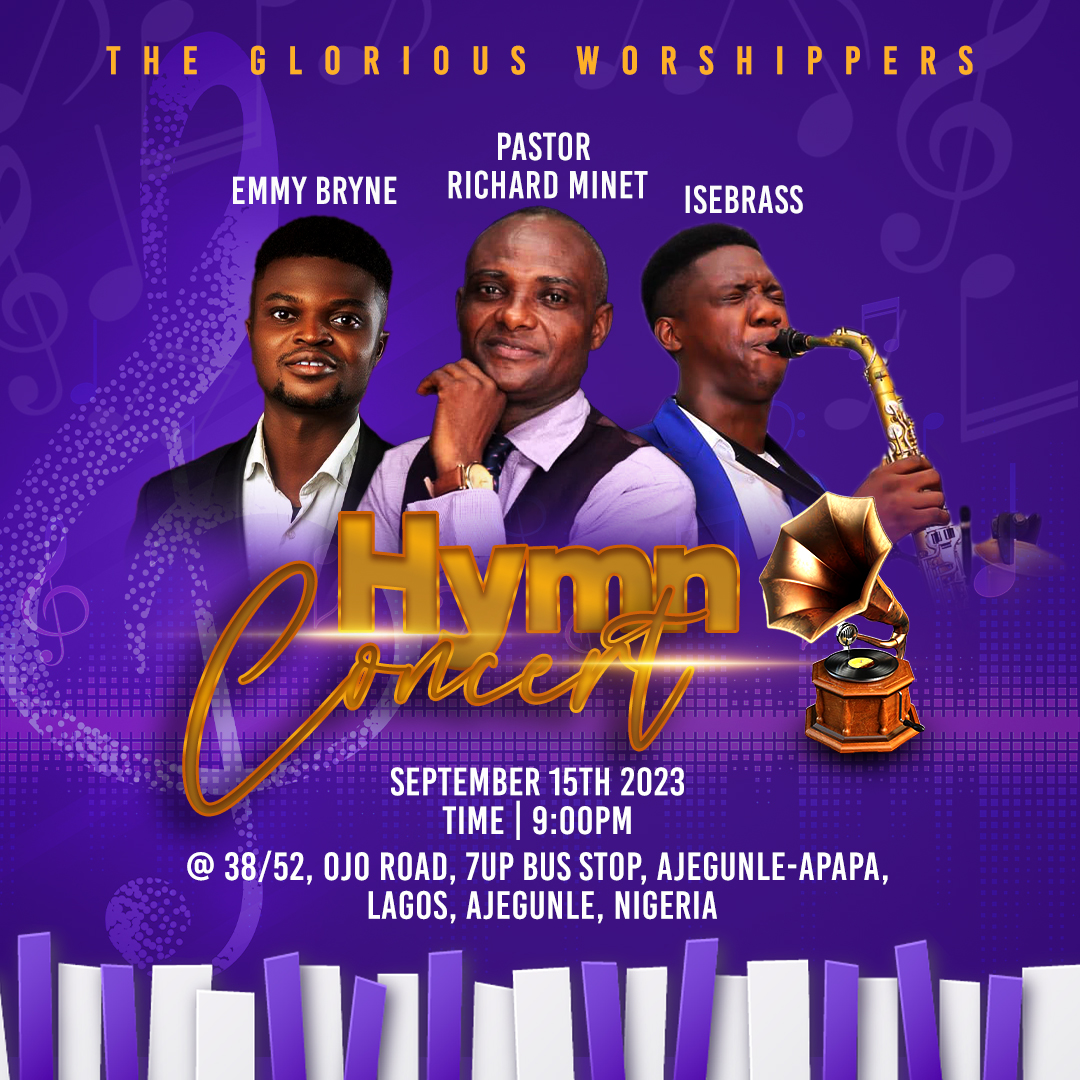 THE GLORIOUS WORSHIPPERS
PASTOR
RICHARD MINET
EMMY BRYNE
ISEBRASS
Hymn
Concert
SEPTEMBER 15TH 2023
TIME | 9:00PM
@ 38/52, OJO ROAD, 7UP BUS STOP, AJEGUNLE-APAPA,
LAGOS, AJEGUNLE, NIGERIA